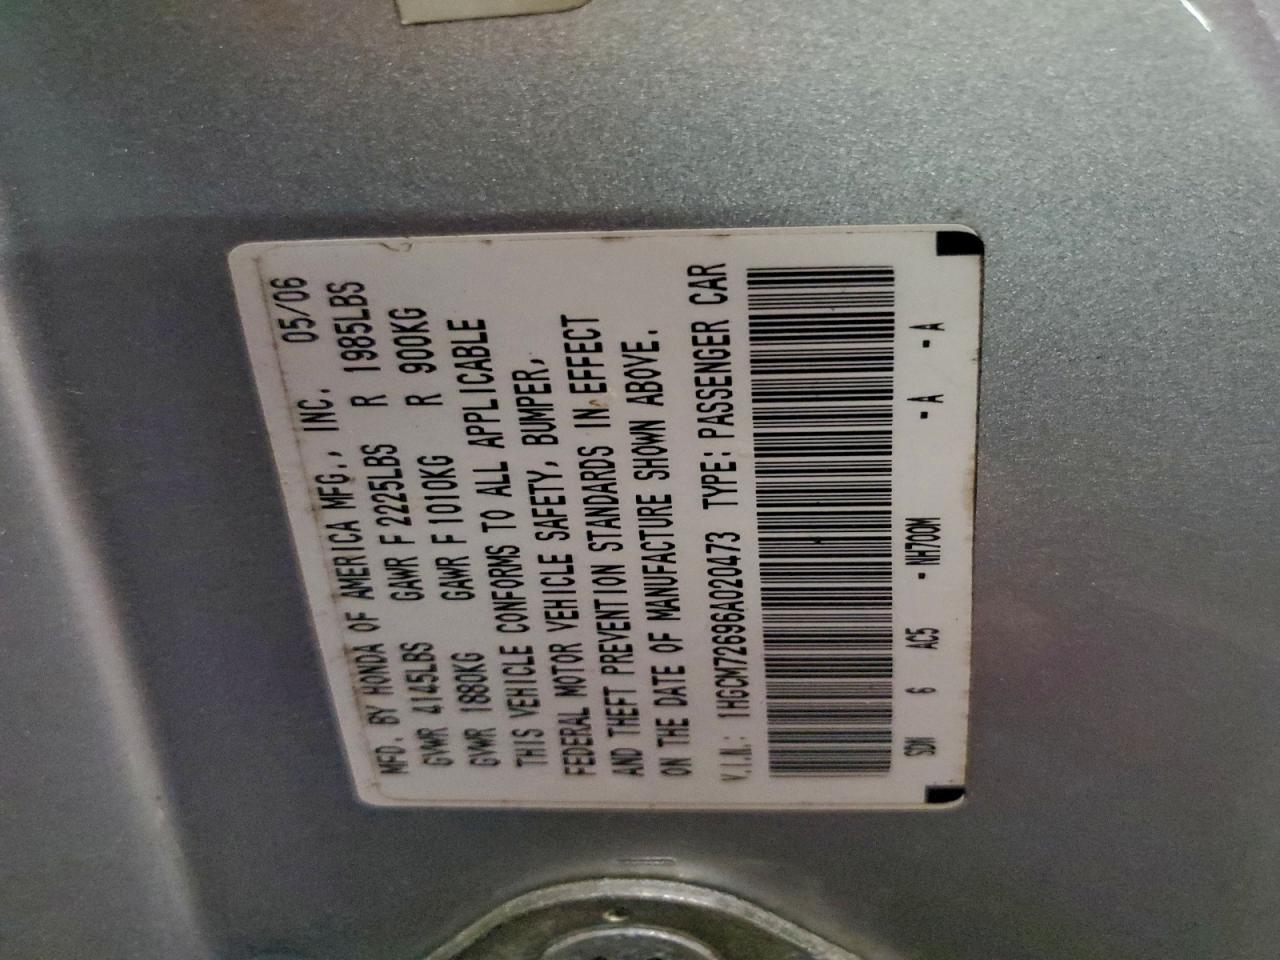 MFD. BY HONDA OF AMERICA MFG., INC. 05/06
GVWR 4145LBS GAWR F 2225LBS R 1985LBS
GVWR 1880KG GAWR F 1010KG R 900KG
THIS VEHICLE CONFORMS TO ALL APPLICABLE
FEDERAL MOTOR VEHICLE SAFETY, BUMPER,
AND THEFT PREVENTION STANDARDS IN EFFECT
ON THE DATE OF MANUFACTURE SHOWN ABOVE.
V.I.N.: 1HGCM72696A020473 TYPE: PASSENGER CAR
SDN 6 AC5 -NH700M -A -A